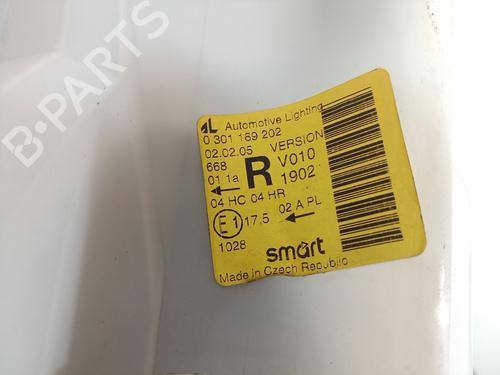 AL Automotive Lighting
0 301 169 202
02.02.05 VERSION
668 R V010
01 1a 1902
04 HC 04 HR
E1 17,5 02 A PL
1028
smart
Made in Czech Republic
B-PARTS